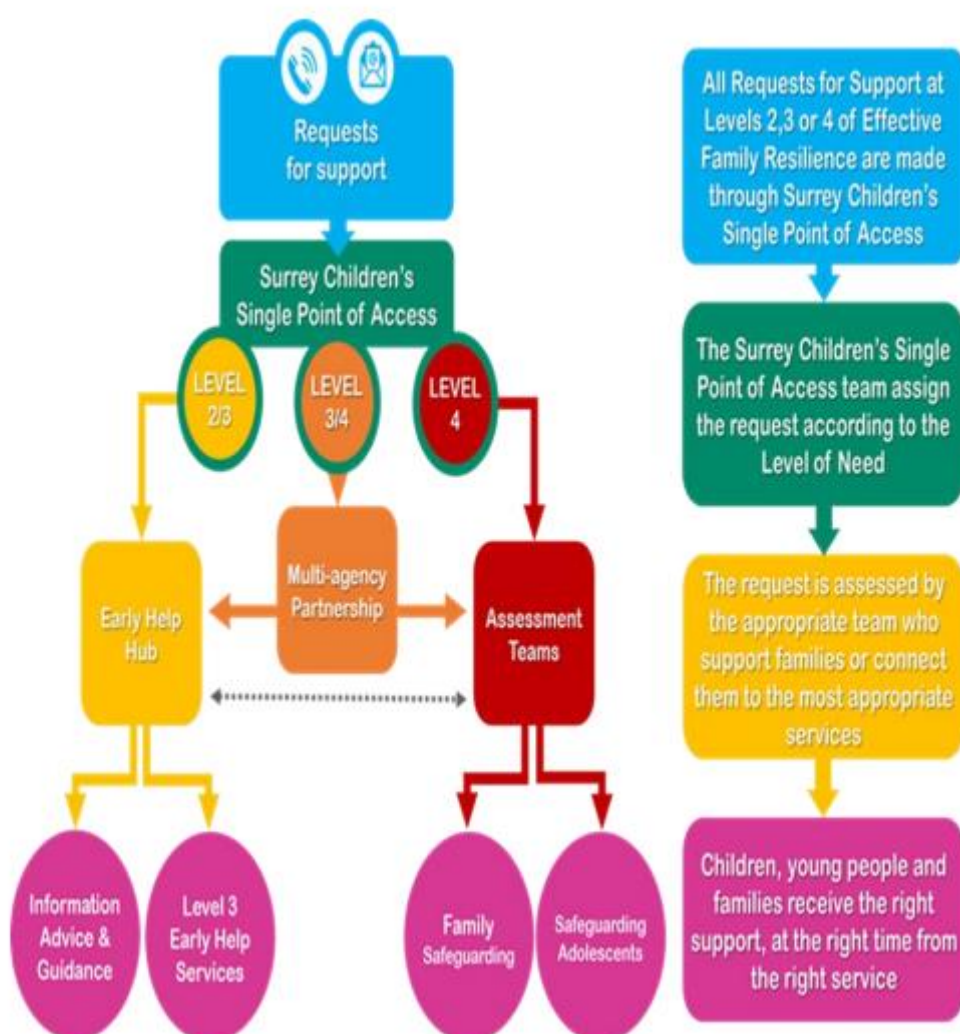 Requests
for support
Surrey Children's
Single Point of Access
LEVEL
2/3
LEVEL
3/4
LEVEL
4
Early Help
Hub
Multi-agency
Partnership
Assessment
Teams
Information
Advice &
Guidance
Level 3
Early Help
Services
Family
Safeguarding
Safeguarding
Adolescents
All Requests for Support at
Levels 2,3 or 4 of Effective
Family Resilience are made
through Surrey Children's
Single Point of Access
The Surrey Children's Single
Point of Access team assign
the request according to the
Level of Need
The request is assessed by
the appropriate team who
support families or connect
them to the most appropriate
services
Children, young people and
families receive the right
support, at the right time from
the right service